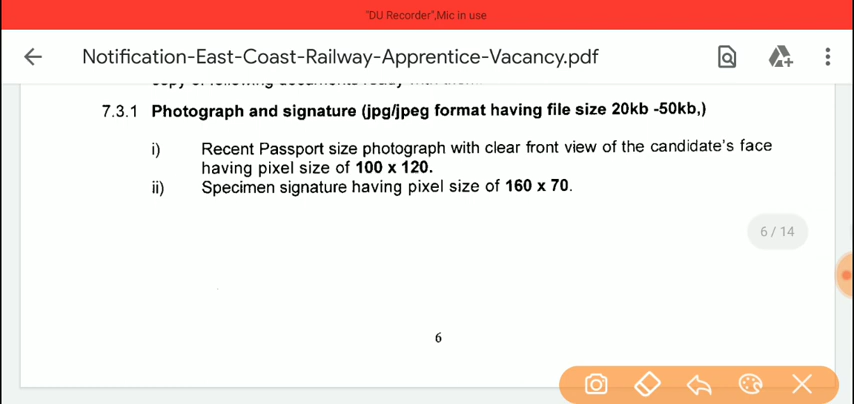 "DU Recorder",Mic in use
Notification-East-Coast-Railway-Apprentice-Vacancy.pdf
7.3.1 Photograph and signature (jpg/jpeg format having file size 20kb -50kb,)
i) Recent Passport size photograph with clear front view of the candidate's face
having pixel size of 100 x 120.
ii) Specimen signature having pixel size of 160 x 70.
6 / 14
6